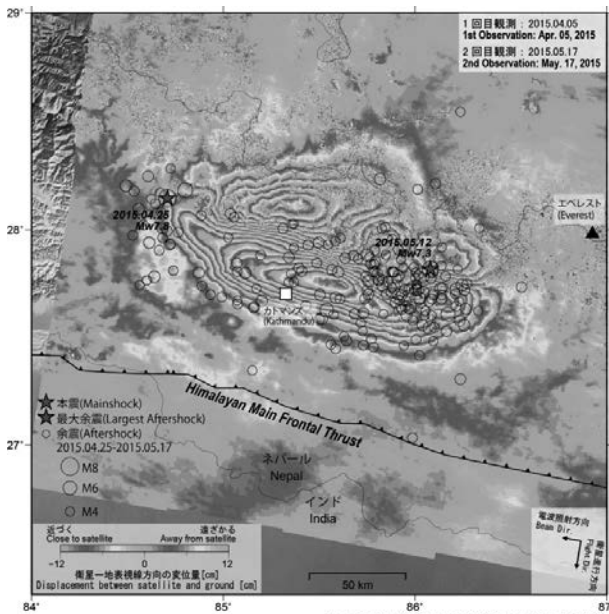 29′
1 回目観測：2015.04.05
1st Observation: Apr. 05, 2015
2 回目観測：2015.05.17
2nd Observation: May. 17, 2015
2015.04.25
Mw7.8
エベレスト
(Everest)
28′
2015.05.12
Mw7.3
カトマンズ
(Kathmandu)
Himalayan Main Frontal Thrust
本震(Mainshock)
最大余震(Largest Aftershock)
余震(Aftershock)
2015.04.25-2015.05.17
27′
M8
M6
M4
ネパール
Nepal
インド
India
近づく 遠ざかる
Close to satellite Away from satellite
-12 0 12
衛星－地表視線方向の変位量 [cm]
Displacement between satellite and ground [cm]
50 km
電波照射方向
Beam Dir.
衛星進行方向
Flight Dir.
84′ 85′ 86′ 87′